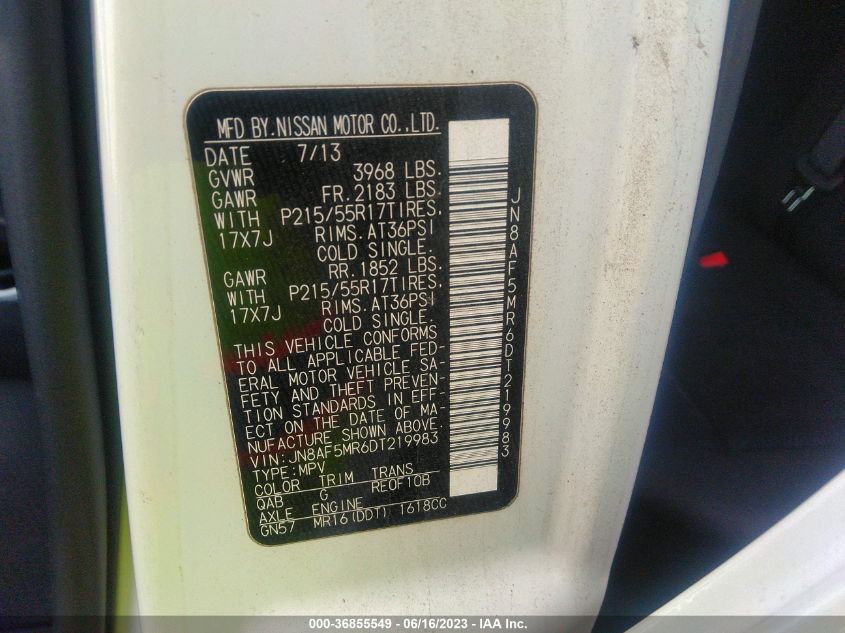 MFD BY.NISSAN MOTOR CO.,LTD.
DATE 7/13
GVWR 3968 LBS.
GAWR FR.2183 LBS.
WITH P215/55R17TIRES.
17X7J RIMS.AT36PSI
COLD SINGLE.
GAWR RR.1852 LBS.
WITH P215/55R17TIRES.
17X7J RIMS.AT36PSI
COLD SINGLE.
THIS VEHICLE CONFORMS
TO ALL APPLICABLE FED-
ERAL MOTOR VEHICLE SA
FETY AND THEFT PREVEN-
TION STANDARDS IN EFF-
ECT ON THE DATE OF MA-
NUFACTURE SHOWN ABOVE.
VIN:JN8AF5MR6DT219983
TYPE:MPV
COLOR TRIM TRANS
QAB G RE0F10B
AXLE ENGINE
GN57 MR16(DDT) 1618CC
JN8AF5MR6DT219983
000-36855549 - 06/16/2023 - IAA Inc.